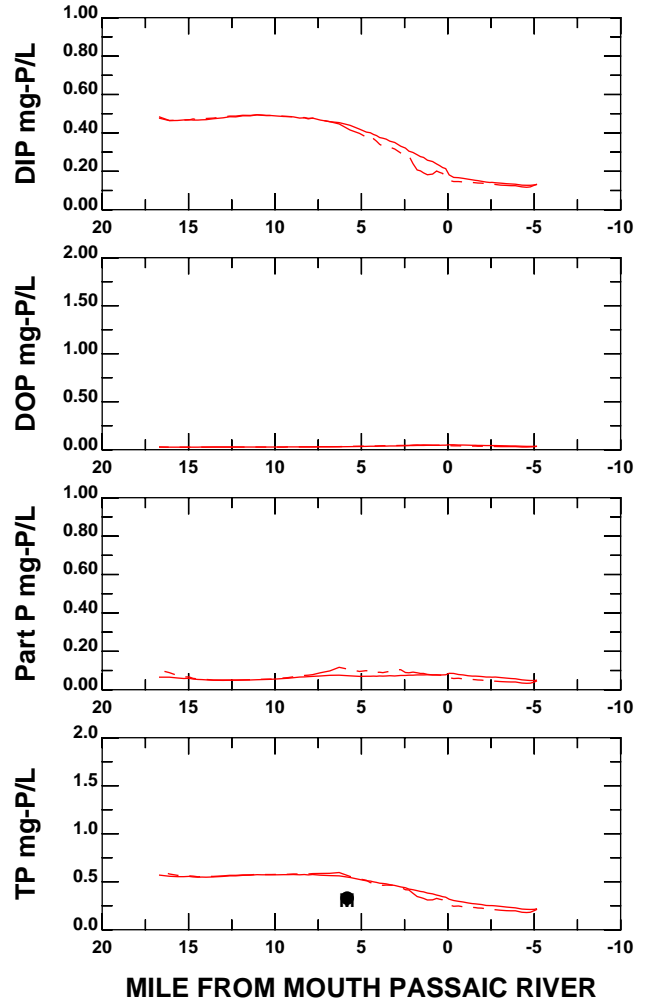 DIP mg-P/L
1.00
0.80
0.60
0.40
0.20
0.00
20 15 10 5 0 -5 -10
DOP mg-P/L
2.00
1.50
1.00
0.50
0.00
20 15 10 5 0 -5 -10
Part P mg-P/L
1.00
0.80
0.60
0.40
0.20
0.00
20 15 10 5 0 -5 -10
TP mg-P/L
2.0
1.5
1.0
0.5
0.0
20 15 10 5 0 -5 -10
MILE FROM MOUTH PASSAIC RIVER